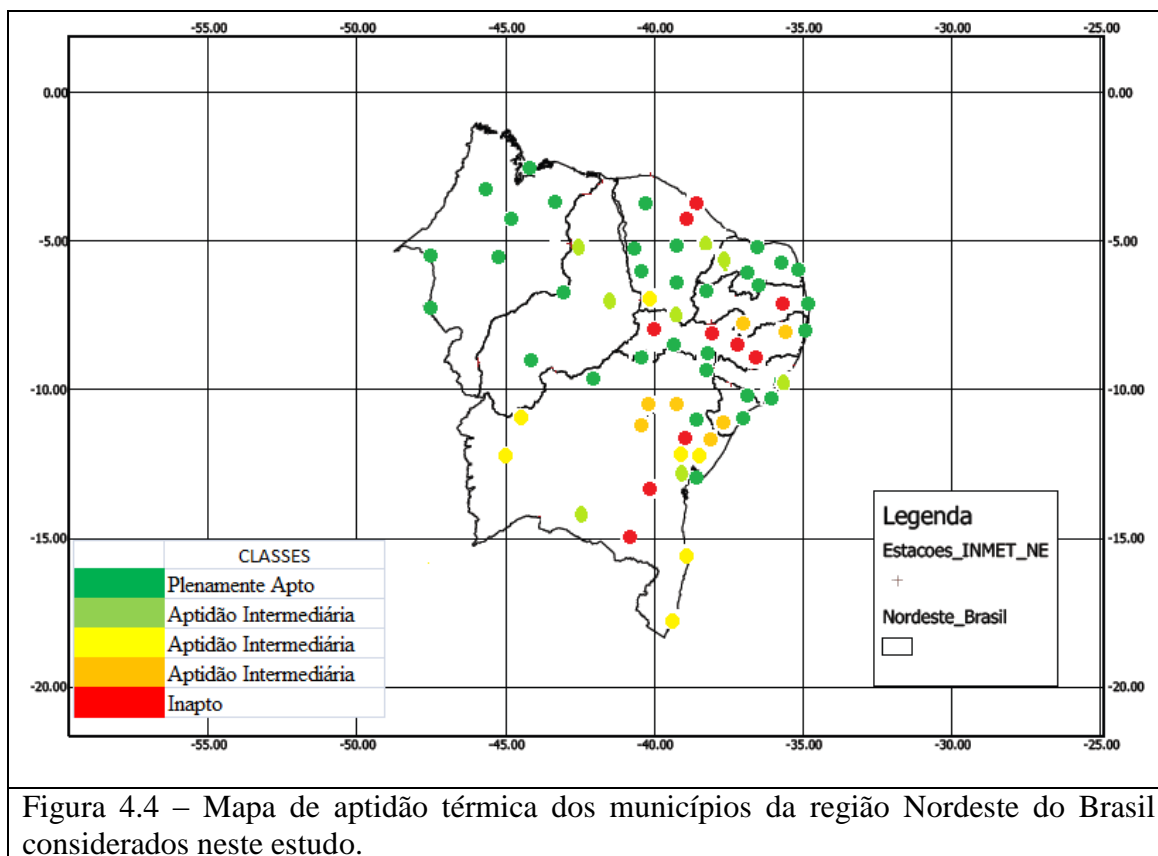 -55.00 -50.00 -45.00 -40.00 -35.00 -30.00 -25.00
0.00 0.00
-5.00 -5.00
-10.00 -10.00
-15.00 -15.00
-20.00 -20.00
-55.00 -50.00 -45.00 -40.00 -35.00 -30.00 -25.00
CLASSES
Plenamente Apto
Aptidão Intermediária
Aptidão Intermediária
Aptidão Intermediária
Inapto
Legenda
Estacoes_INMET_NE
Nordeste_Brasil
Figura 4.4 – Mapa de aptidão térmica dos municípios da região Nordeste do Brasil
considerados neste estudo.